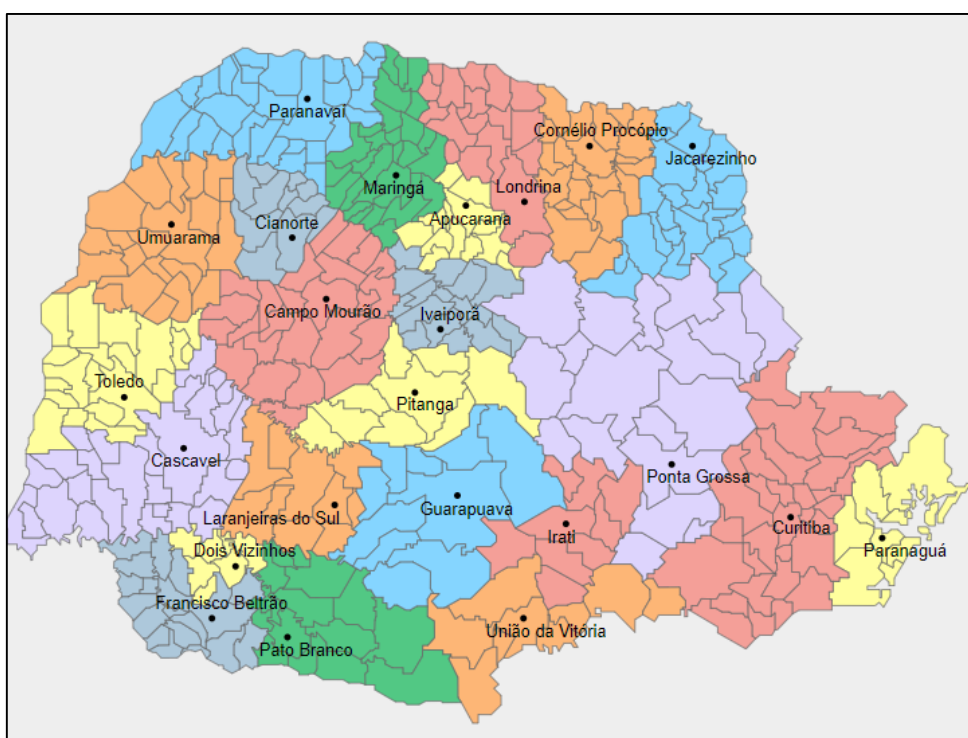 Paranavaí
Cornélio Procópio
Jacarezinho
Maringá
Londrina
Apucarana
Cianorte
Umuarama
Campo Mourão
Ivaiporã
Toledo
Pitanga
Cascavel
Ponta Grossa
Laranjeiras do Sul
Guarapuava
Irati
Curitiba
Dois Vizinhos
Paranaguá
Francisco Beltrão
União da Vitória
Pato Branco